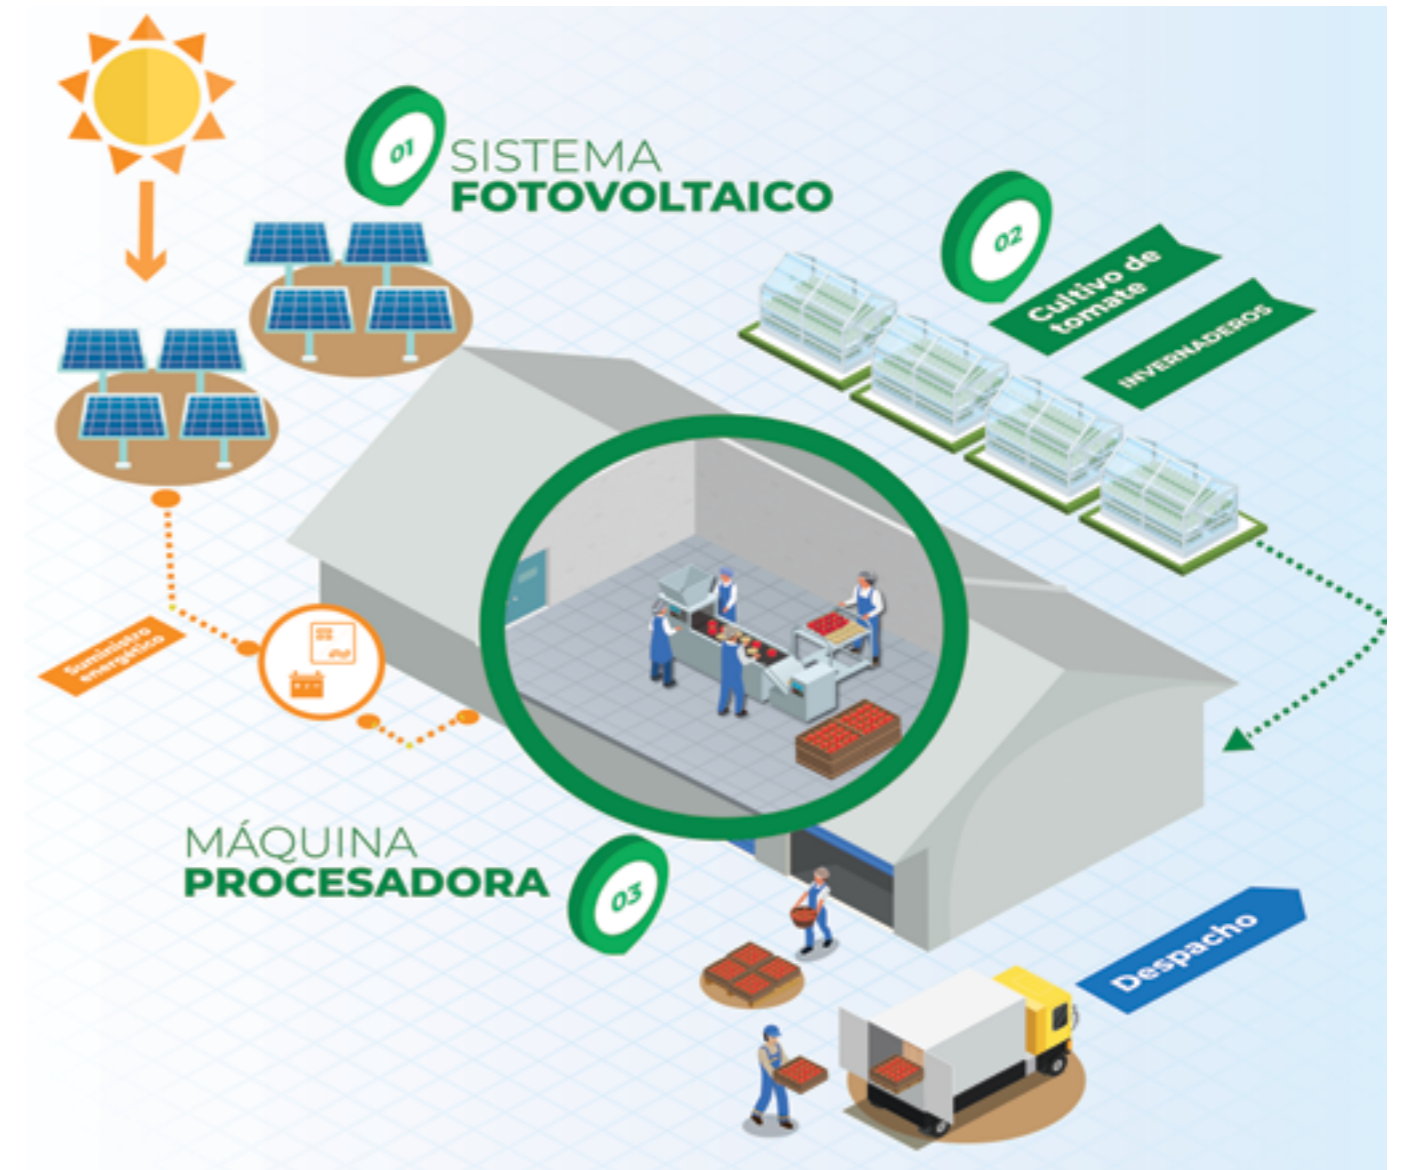 01
SISTEMA
FOTOVOLTAICO
02
Cultivo de
tomate
INVERNADEROS
Suministro
energético
MÁQUINA
PROCESADORA
03
Despacho